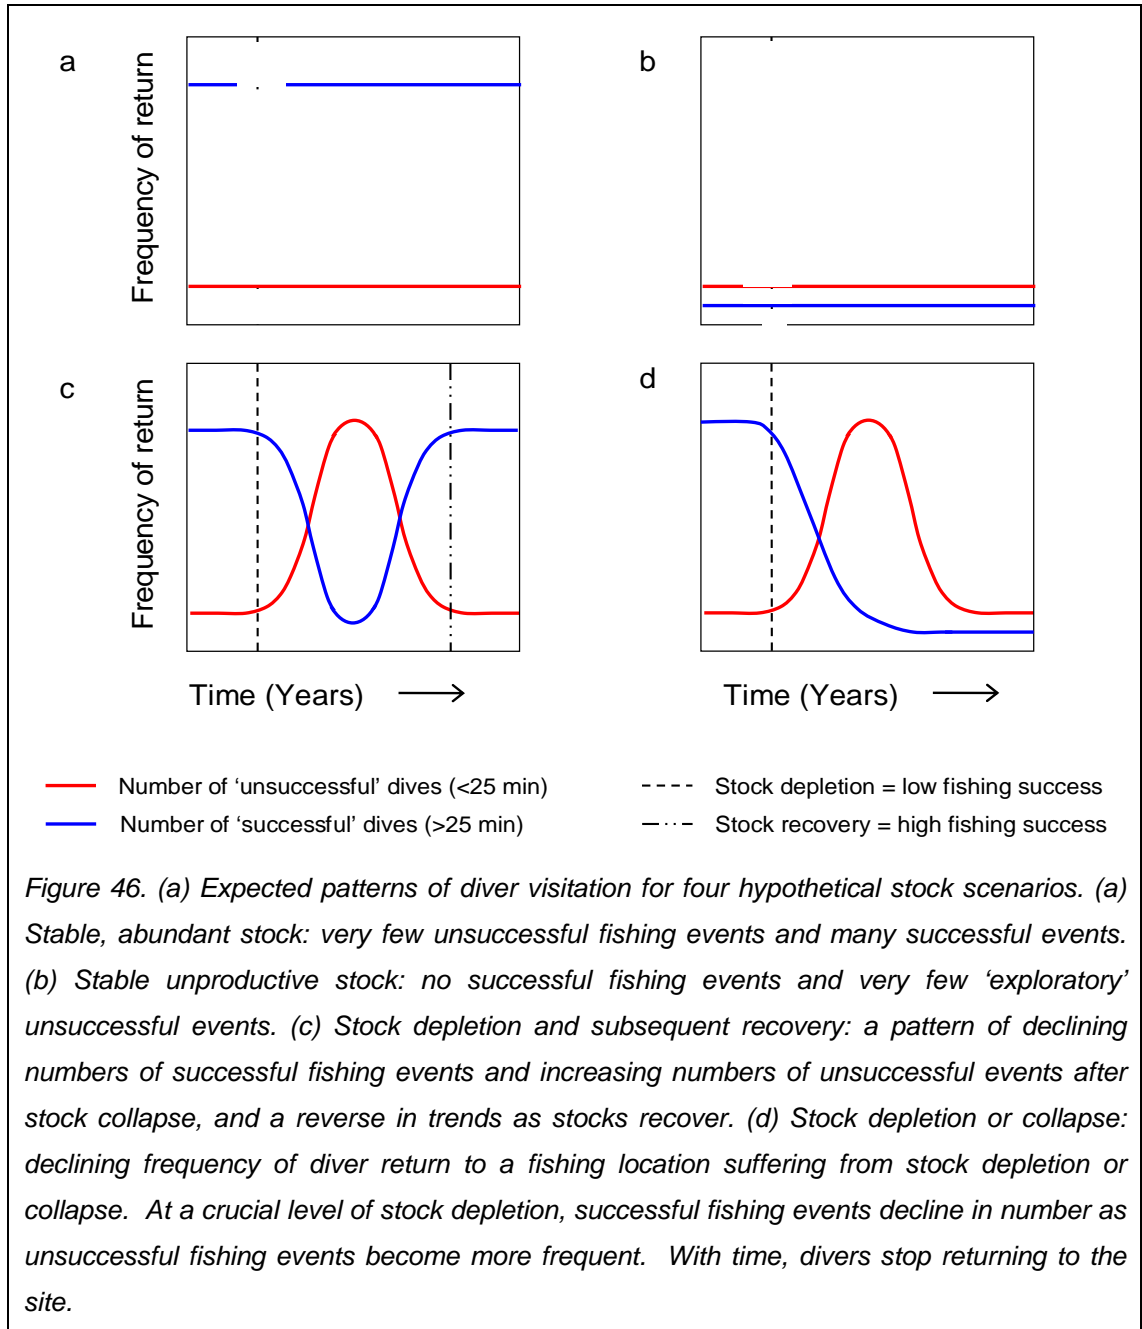 a
b
Frequency of return
c
d
Frequency of return
Time (Years)
Time (Years)
Number of ‘unsuccessful’ dives (<25 min)
Stock depletion = low fishing success
Number of ‘successful’ dives (>25 min)
Stock recovery = high fishing success
Figure 46. (a) Expected patterns of diver visitation for four hypothetical stock scenarios. (a)
Stable, abundant stock: very few unsuccessful fishing events and many successful events.
(b) Stable unproductive stock: no successful fishing events and very few ‘exploratory’
unsuccessful events. (c) Stock depletion and subsequent recovery: a pattern of declining
numbers of successful fishing events and increasing numbers of unsuccessful events after
stock collapse, and a reverse in trends as stocks recover. (d) Stock depletion or collapse:
declining frequency of diver return to a fishing location suffering from stock depletion or
collapse. At a crucial level of stock depletion, successful fishing events decline in number as
unsuccessful fishing events become more frequent. With time, divers stop returning to the
site.